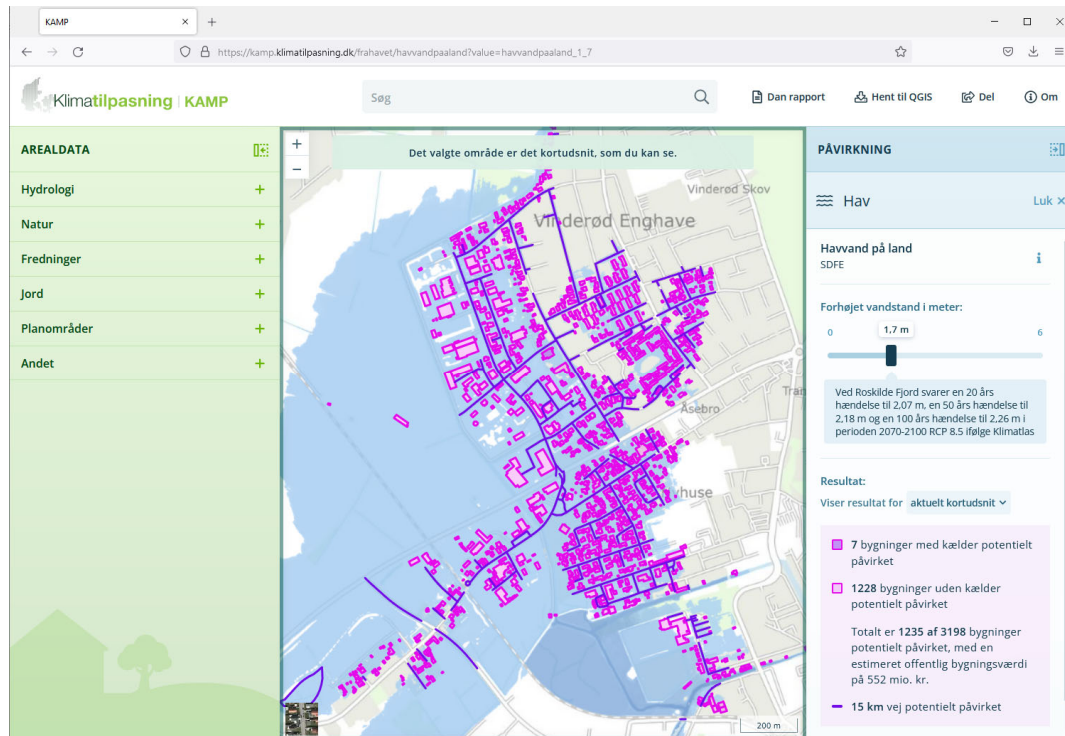 KAMP
https://kamp.klimatilpasning.dk/frahavet/havvandpaaland?value=havvandpaaland_1_7
Klimatilpasning | KAMP
Søg
Dan rapport
Hent til QGIS
Del
Om
AREALDATA
Hydrologi
Natur
Fredninger
Jord
Planområder
Andet
Det valgte område er det kortudsnit, som du kan se.
Vinderød Skov
Vinderød Enghave
Åsebro
200 m
PÅVIRKNING
Hav
Luk
Havvand på land
SDFE
Forhøjet vandstand i meter:
0
1,7 m
6
Ved Roskilde Fjord svarer en 20 års
hændelse til 2,07 m, en 50 års hændelse til
2,18 m og en 100 års hændelse til 2,26 m i
perioden 2070-2100 RCP 8.5 ifølge Klimatlas
Resultat:
Viser resultat for aktuelt kortudsnit
7 bygninger med kælder potentielt
påvirket
1228 bygninger uden kælder
potentielt påvirket
Totalt er 1235 af 3198 bygninger
potentielt påvirket, med en
estimeret offentlig bygningsværdi
på 552 mio. kr.
15 km vej potentielt påvirket